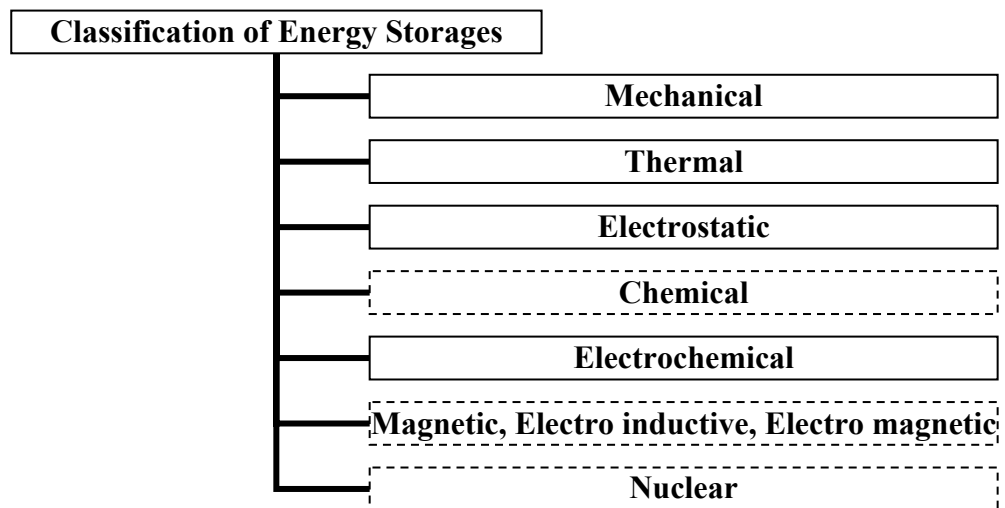 Classification of Energy Storages
Mechanical
Thermal
Electrostatic
Chemical
Electrochemical
Magnetic, Electro inductive, Electro magnetic
Nuclear